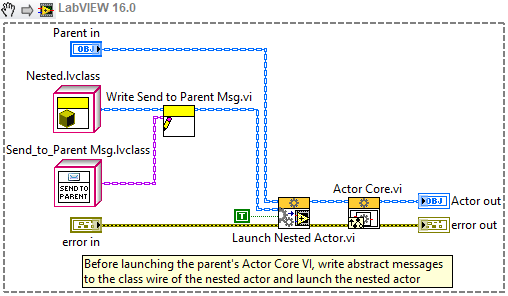 LabVIEW 16.0
Parent in
OBJ
Nested.lvclass
Write Send to Parent Msg.vi
Send_to_Parent Msg.lvclass
SEND TO
PARENT
Actor Core.vi
OBJ
Actor out
T
error in
Launch Nested Actor.vi
error out
Before launching the parent's Actor Core VI, write abstract messages
to the class wire of the nested actor and launch the nested actor